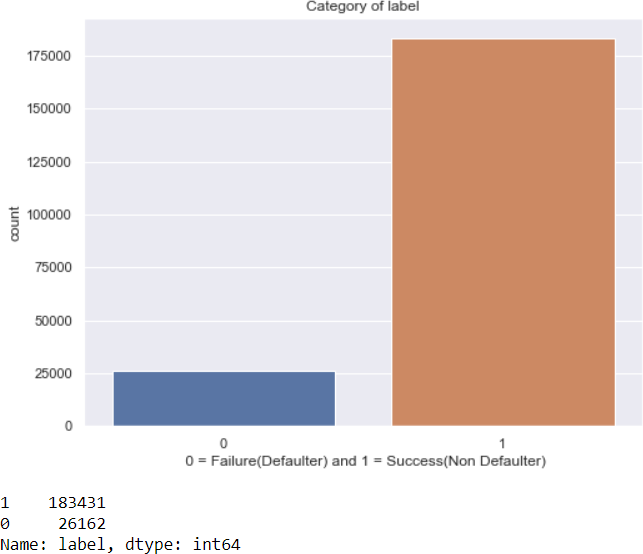 Category of label
175000
150000
125000
100000
75000
50000
25000
0
count
0 1
0 = Failure(Defaulter) and 1 = Success(Non Defaulter)
1    183431
0     26162
Name: label, dtype: int64